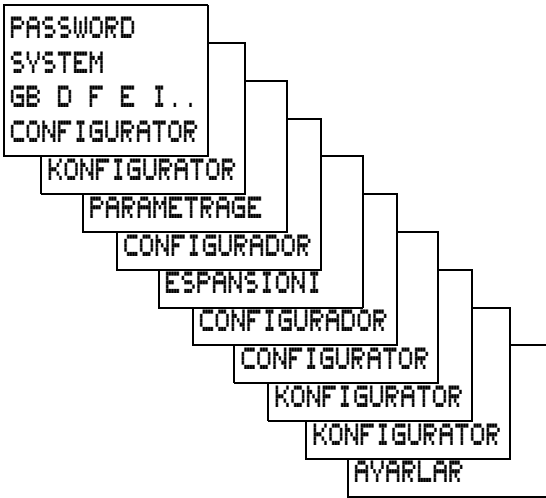 PASSWORD
SYSTEM
GB D F E I..
CONFIGURATOR
KONFIGURATOR
PARAMETRAGE
CONFIGURADOR
ESPANSIONI
CONFIGURADOR
CONFIGURATOR
KONFIGURATOR
KONFIGURATOR
AYARLAR